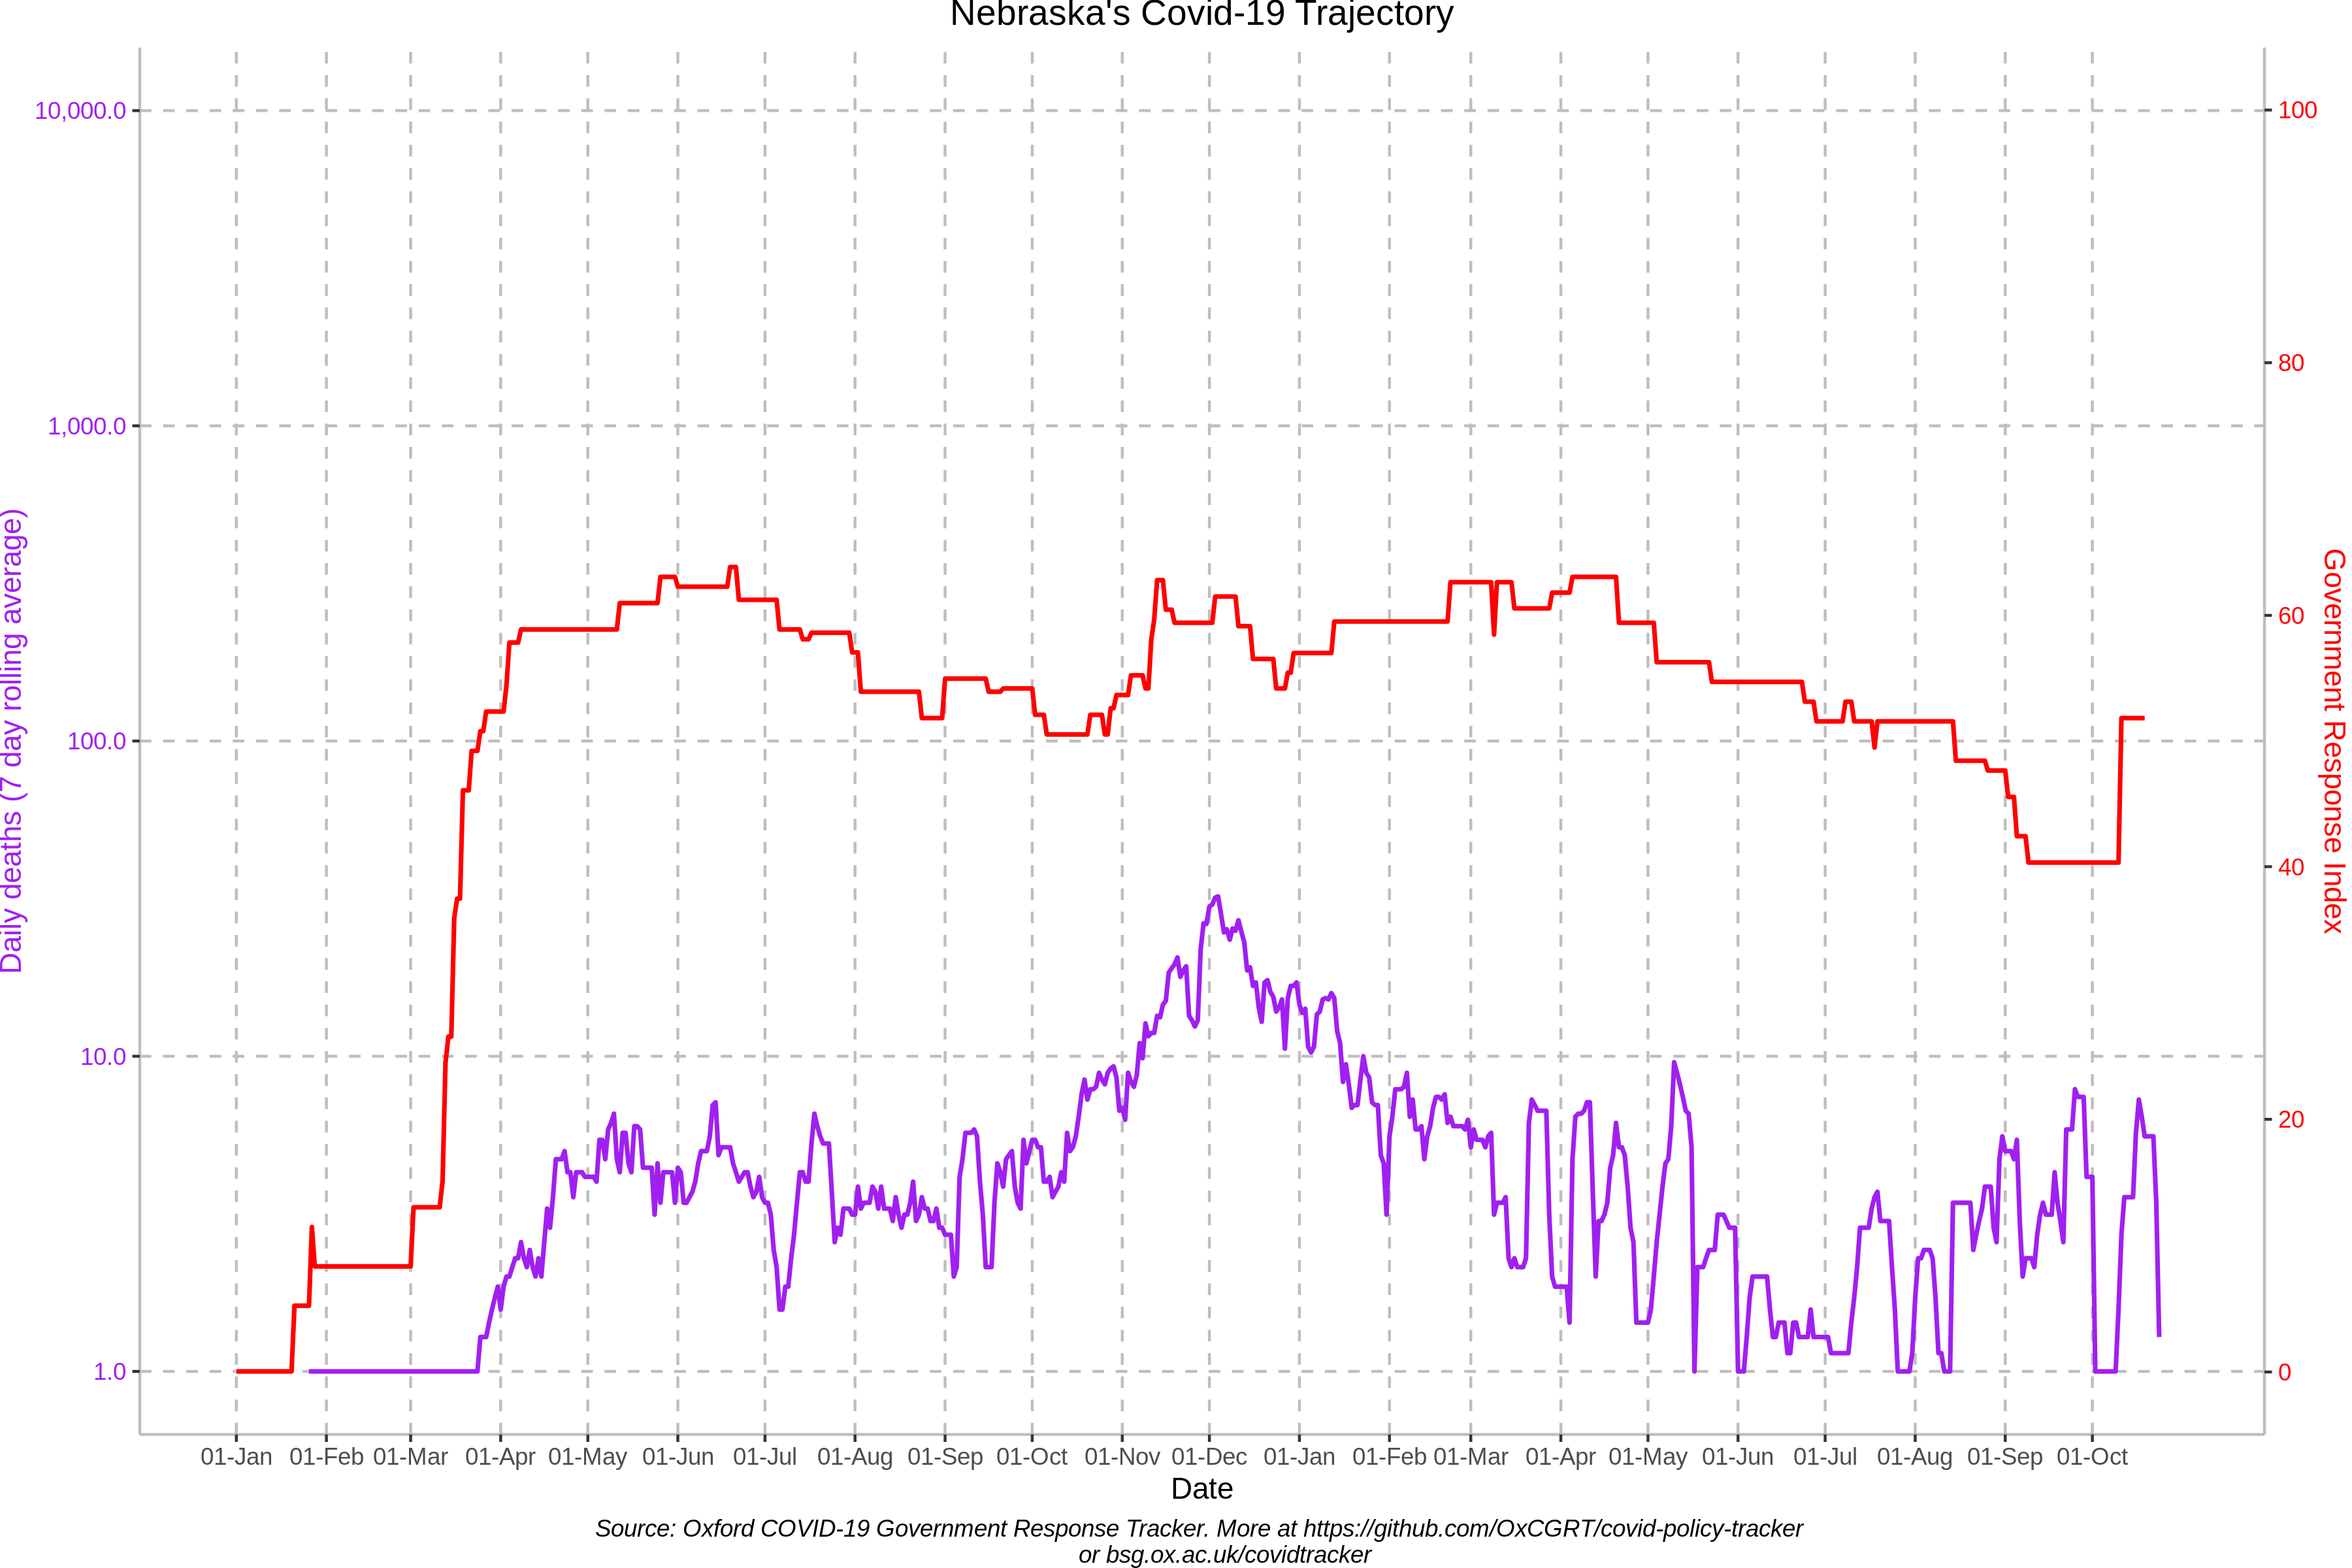 Nebraska's Covid-19 Trajectory
10,000.0
1,000.0
100.0
10.0
1.0
Daily deaths (7 day rolling average)
100
80
60
40
20
0
Government Response Index
01-Jan 01-Feb 01-Mar 01-Apr 01-May 01-Jun 01-Jul 01-Aug 01-Sep 01-Oct 01-Nov 01-Dec 01-Jan 01-Feb 01-Mar 01-Apr 01-May 01-Jun 01-Jul 01-Aug 01-Sep 01-Oct
Date
Source: Oxford COVID-19 Government Response Tracker. More at https://github.com/OxCGRT/covid-policy-tracker
or bsg.ox.ac.uk/covidtracker